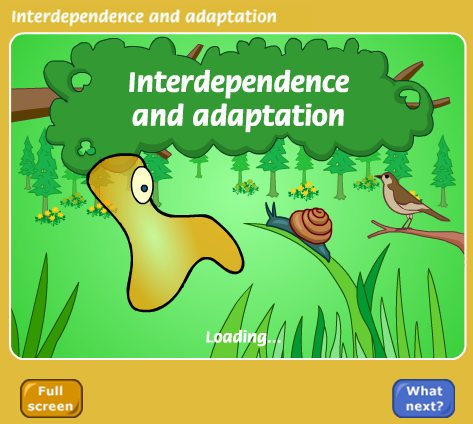 Interdependence and adaptation
Interdependence
and adaptation
Loading...
Full
screen
What
next?